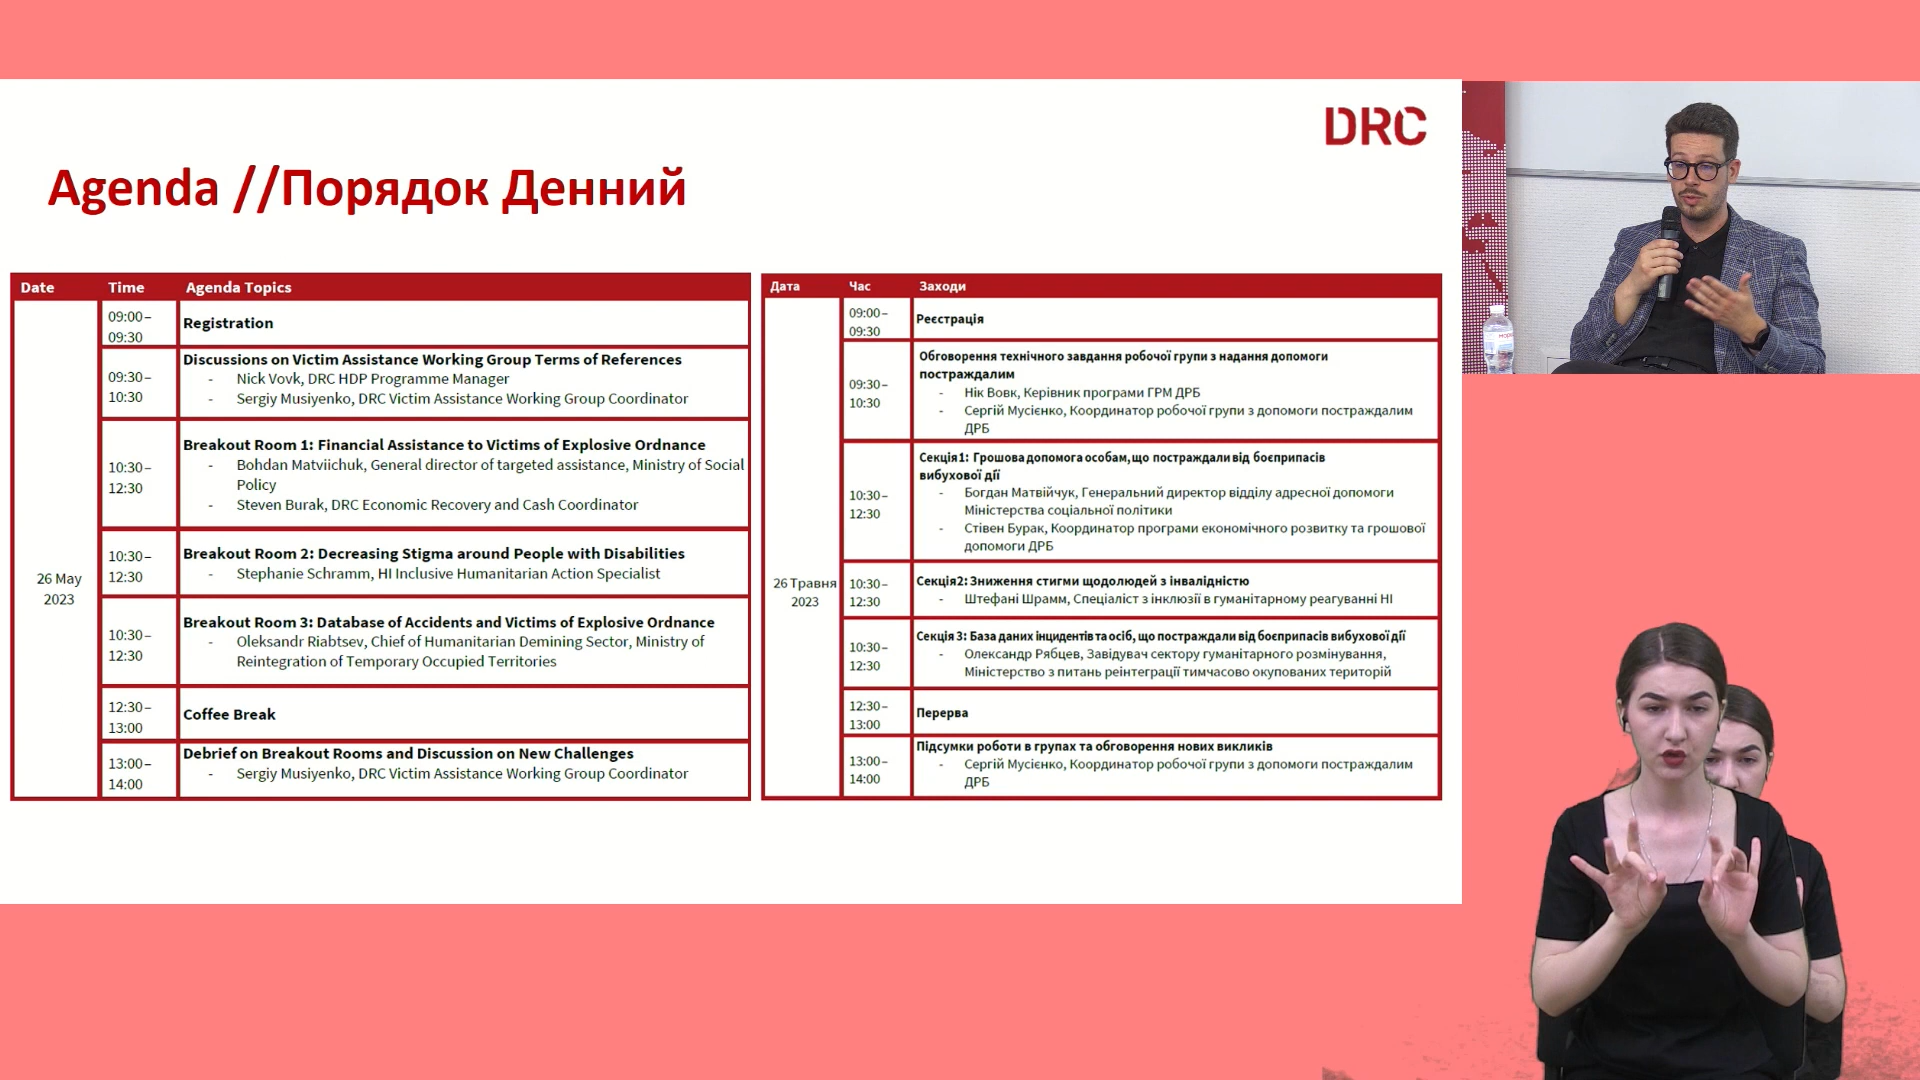 DRC
Agenda //Порядок Денний
Date Time Agenda Topics
26 May
2023
09:00–
09:30
Registration
09:30–
10:30
Discussions on Victim Assistance Working Group Terms of References
- Nick Vovk, DRC HDP Programme Manager
- Sergiy Musiyenko, DRC Victim Assistance Working Group Coordinator
10:30–
12:30
Breakout Room 1: Financial Assistance to Victims of Explosive Ordnance
- Bohdan Matviichuk, General director of targeted assistance, Ministry of Social
Policy
- Steven Burak, DRC Economic Recovery and Cash Coordinator
10:30–
12:30
Breakout Room 2: Decreasing Stigma around People with Disabilities
- Stephanie Schramm, HI Inclusive Humanitarian Action Specialist
10:30–
12:30
Breakout Room 3: Database of Accidents and Victims of Explosive Ordnance
- Oleksandr Riabtsev, Chief of Humanitarian Demining Sector, Ministry of
Reintegration of Temporary Occupied Territories
12:30–
13:00
Coffee Break
13:00–
14:00
Debrief on Breakout Rooms and Discussion on New Challenges
- Sergiy Musiyenko, DRC Victim Assistance Working Group Coordinator
Дата Час Заходи
26 Травня
2023
09:00–
09:30
Реєстрація
09:30–
10:30
Обговорення технічного завдання робочої групи з надання допомоги
постраждалим
- Нік Вовк, Керівник програми ГРМ ДРБ
- Сергій Мусієнко, Координатор робочої групи з допомоги постраждалим
ДРБ
10:30–
12:30
Секція1: Грошова допомога особам, що постраждали від боєприпасів
вибухової дії
- Богдан Матвійчук, Генеральний директор відділу адресної допомоги
Міністерства соціальної політики
- Стівен Бурак, Координатор програми економічного розвитку та грошової
допомоги ДРБ
10:30–
12:30
Секція2: Зниження стигми щодолюдей з інвалідністю
- Штефані Шрамм, Спеціаліст з інклюзії в гуманітарному реагуванні HI
10:30–
12:30
Секція 3: База даних інцидентів та осіб, що постраждали від боєприпасів вибухової дії
- Олександр Рябцев, Завідувач сектору гуманітарного розмінування,
Міністерство з питань реінтеграції тимчасово окупованих територій
12:30–
13:00
Перерва
13:00–
14:00
Підсумки роботи в групах та обговорення нових викликів
- Сергій Мусієнко, Координатор робочої групи з допомоги постраждалим
ДРБ